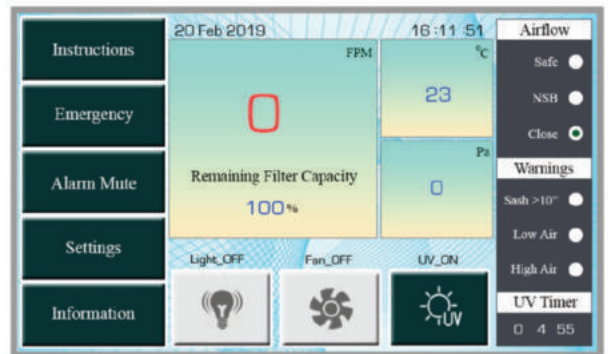 Instructions
Emergency
Alarm Mute
Settings
Information
20 Feb 2019
16:11:51
FPM
0
Remaining Filter Capacity
100%
°C
23
Pa
0
Light_OFF
Fan_OFF
UV_ON
UV
Airflow
Safe
NSB
Close
Warnings
Sash >10"
Low Air
High Air
UV Timer
0 4 55